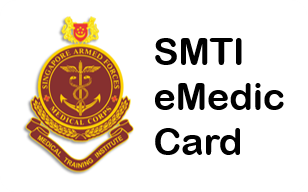 SINGAPORE ARMED FORCES
MEDICAL CORPS
MEDICAL TRAINING INSTITUTE
SMTI
eMedic
Card